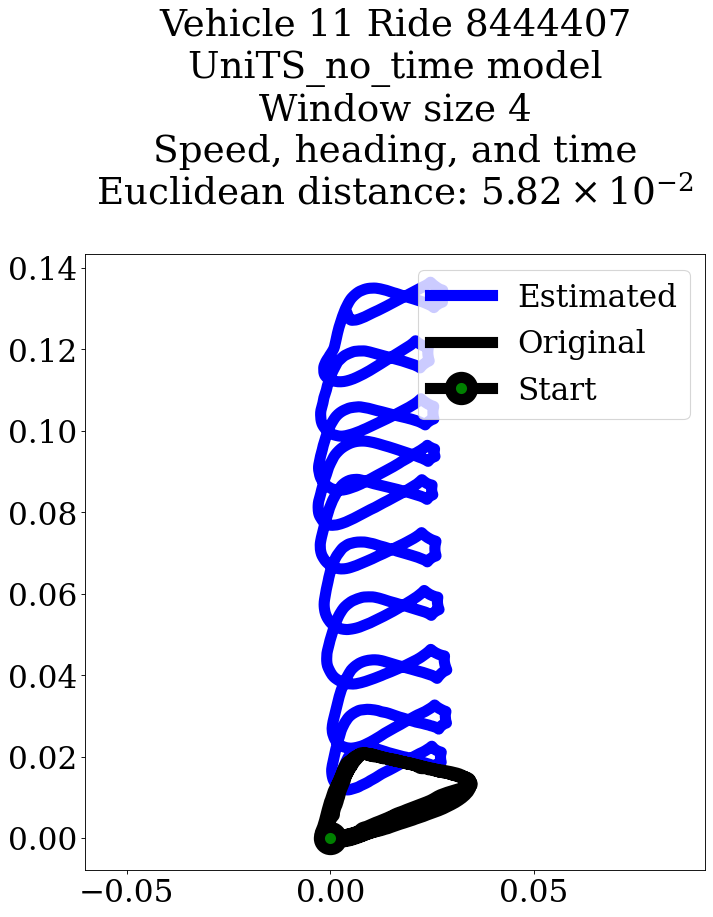 Vehicle 11 Ride 8444407
UniTS_no_time model
Window size 4
Speed, heading, and time
Euclidean distance: 5.82 × 10⁻²
0.14
0.12
0.10
0.08
0.06
0.04
0.02
0.00
Estimated
Original
Start
−0.05 0.00 0.05